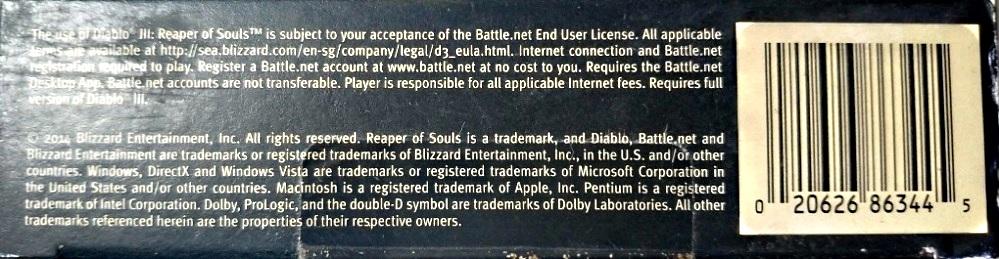 The use of Diablo® III: Reaper of Souls™ is subject to your acceptance of the Battle.net End User License. All applicable
terms are available at http://sea.blizzard.com/en-sg/company/legal/d3_eula.html. Internet connection and Battle.net
registration required to play. Register a Battle.net account at www.battle.net at no cost to you. Requires the Battle.net
Desktop App. Battle.net accounts are not transferable. Player is responsible for all applicable Internet fees. Requires full
version of Diablo® III.
© 2014 Blizzard Entertainment, Inc. All rights reserved. Reaper of Souls is a trademark, and Diablo, Battle.net and
Blizzard Entertainment are trademarks or registered trademarks of Blizzard Entertainment, Inc., in the U.S. and/or other
countries. Windows, DirectX and Windows Vista are trademarks or registered trademarks of Microsoft Corporation in
the United States and/or other countries. Macintosh is a registered trademark of Apple, Inc. Pentium is a registered
trademark of Intel Corporation. Dolby, ProLogic, and the double-D symbol are trademarks of Dolby Laboratories. All other
trademarks referenced herein are the properties of their respective owners.
0 20626 86344 5